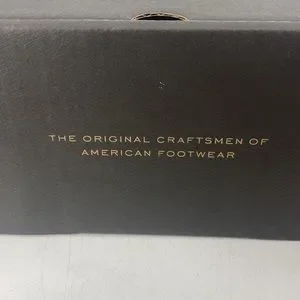 THE ORIGINAL CRAFTSMEN OF
AMERICAN FOOTWEAR